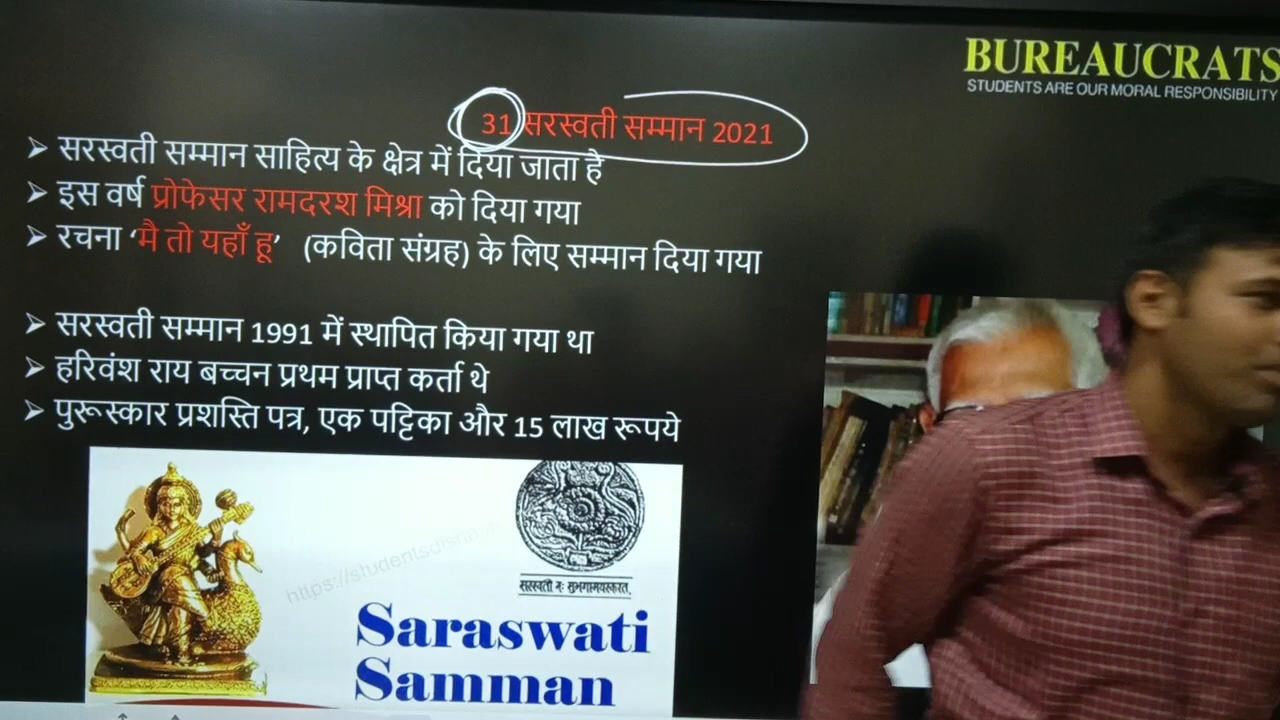 BUREAUCRATS
STUDENTS ARE OUR MORAL RESPONSIBILITY
31 सरस्वती सम्मान 2021
सरस्वती सम्मान साहित्य के क्षेत्र में दिया जाता है
इस वर्ष प्रोफेसर रामदरश मिश्रा को दिया गया
रचना ‘मै तो यहाँ हू’ (कविता संग्रह) के लिए सम्मान दिया गया
सरस्वती सम्मान 1991 में स्थापित किया गया था
हरिवंश राय बच्चन प्रथम प्राप्त कर्ता थे
पुरूस्कार प्रशस्ति पत्र, एक पट्टिका और 15 लाख रूपये
Saraswati
Samman